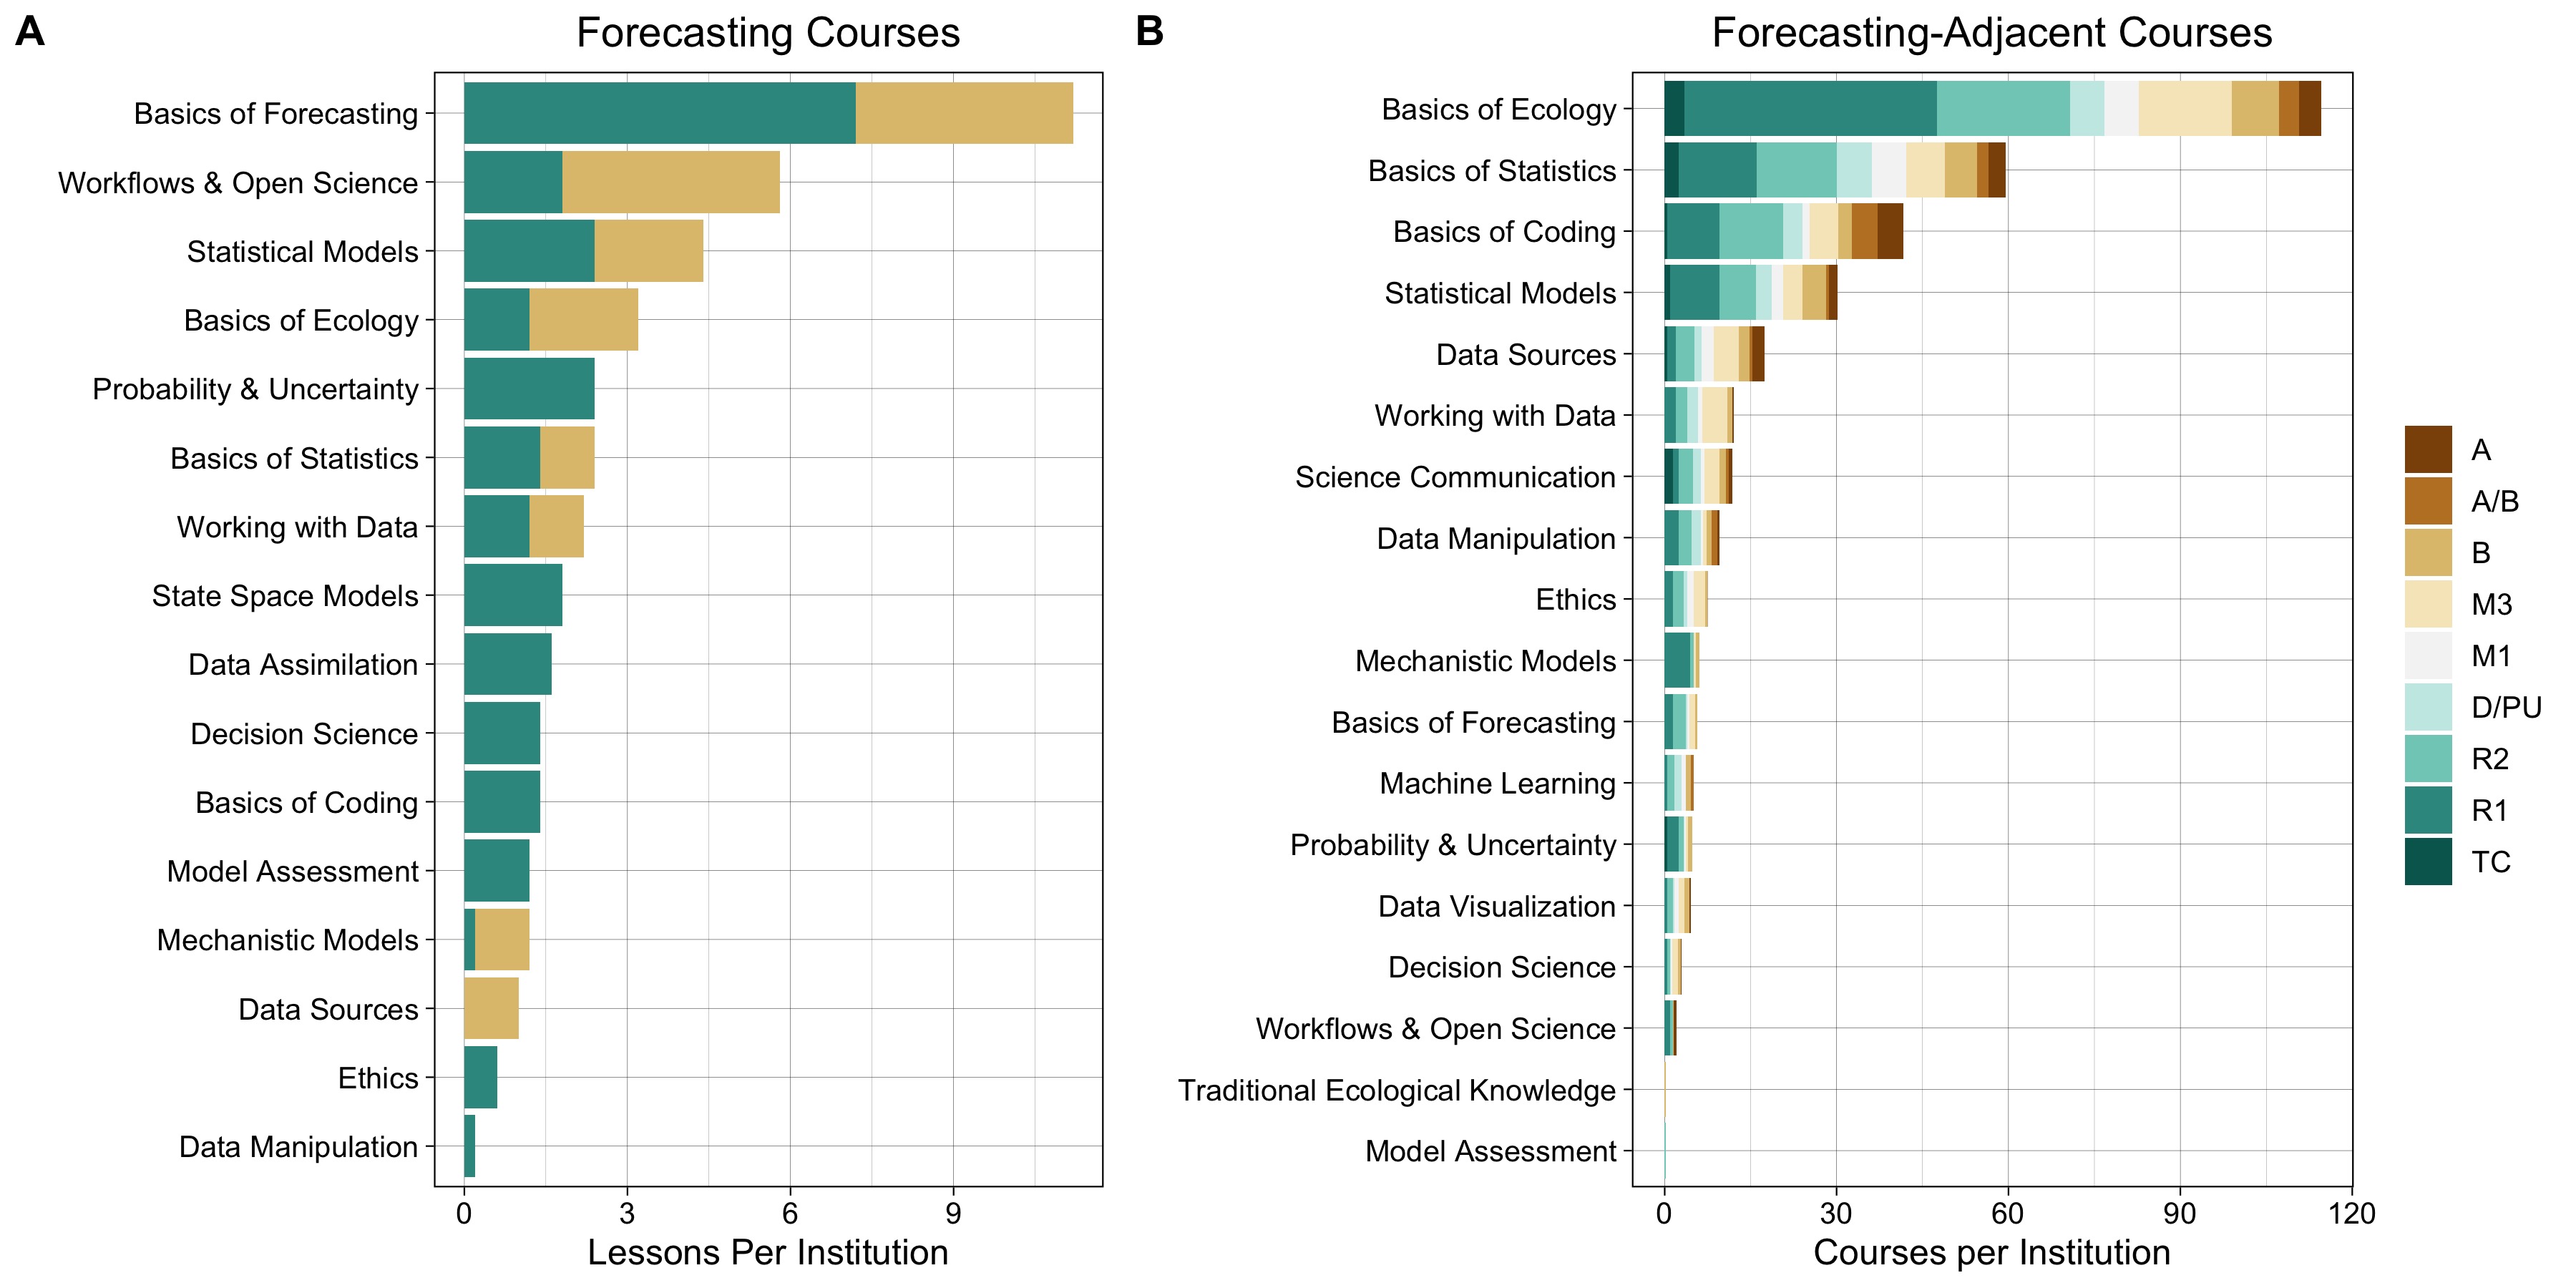 A
Forecasting Courses
Basics of Forecasting
Workflows & Open Science
Statistical Models
Basics of Ecology
Probability & Uncertainty
Basics of Statistics
Working with Data
State Space Models
Data Assimilation
Decision Science
Basics of Coding
Model Assessment
Mechanistic Models
Data Sources
Ethics
Data Manipulation
0 3 6 9
Lessons Per Institution
B
Forecasting-Adjacent Courses
Basics of Ecology
Basics of Statistics
Basics of Coding
Statistical Models
Data Sources
Working with Data
Science Communication
Data Manipulation
Ethics
Mechanistic Models
Basics of Forecasting
Machine Learning
Probability & Uncertainty
Data Visualization
Decision Science
Workflows & Open Science
Traditional Ecological Knowledge
Model Assessment
0 30 60 90 120
Courses per Institution
A
A/B
B
M3
M1
D/PU
R2
R1
TC